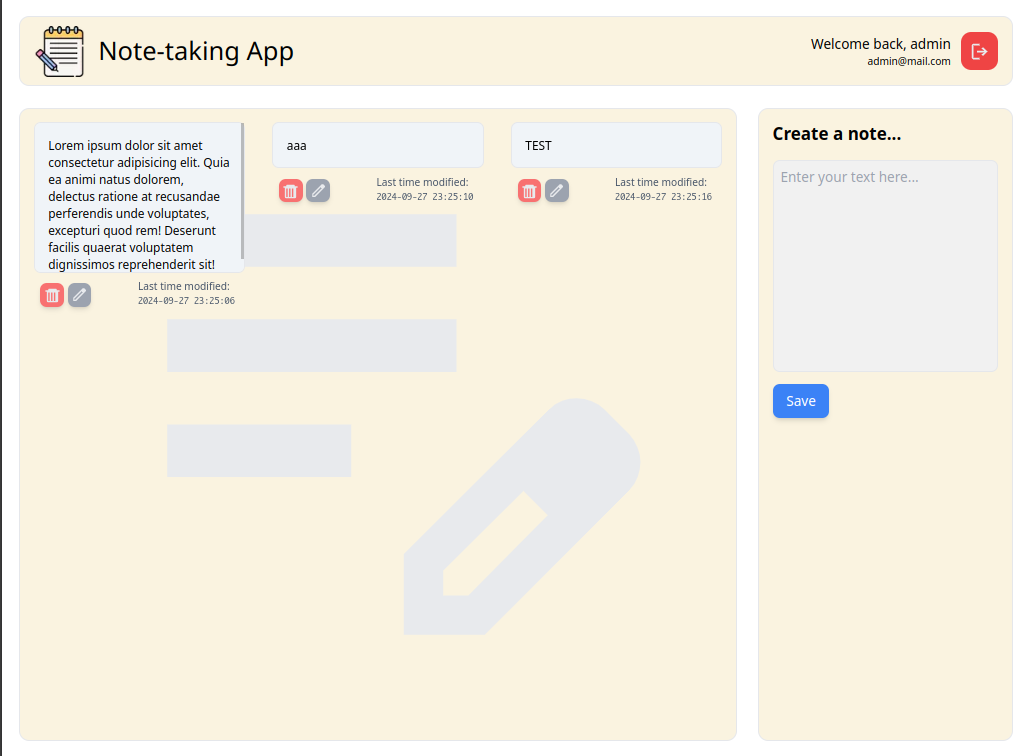 Note-taking App
Welcome back, admin
admin@mail.com
Lorem ipsum dolor sit amet
consectetur adipisicing elit. Quia
ea animi natus dolorem,
delectus ratione at recusandae
perferendis unde voluptates,
excepturi quod rem! Deserunt
facilis quaerat voluptatem
dignissimos reprehenderit sit!
Last time modified:
2024-09-27 23:25:06
aaa
Last time modified:
2024-09-27 23:25:10
TEST
Last time modified:
2024-09-27 23:25:16
Create a note...
Enter your text here...
Save